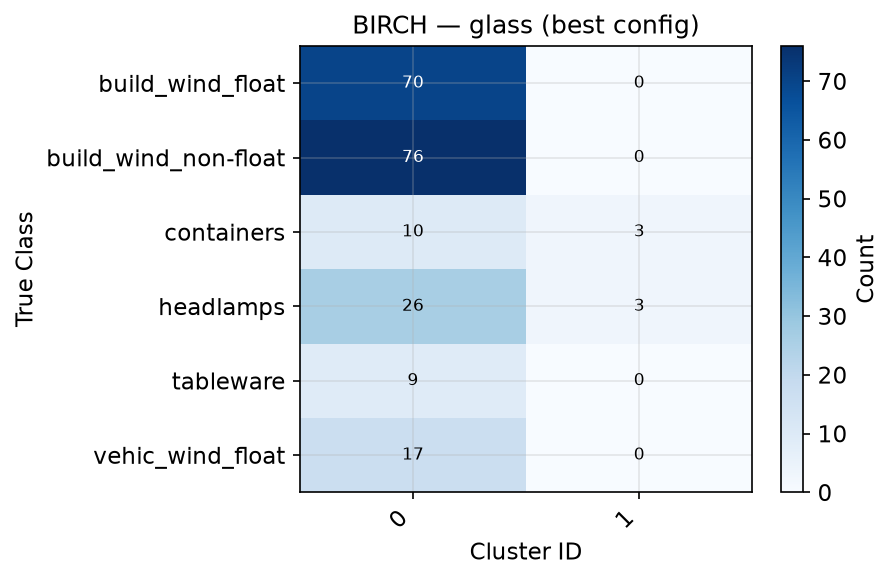 BIRCH — glass (best config)
build_wind_float 70 0
build_wind_non-float 76 0
containers 10 3
headlamps 26 3
tableware 9 0
vehic_wind_float 17 0
0 1
Cluster ID
True Class
70
60
50
40
30
20
10
0
Count